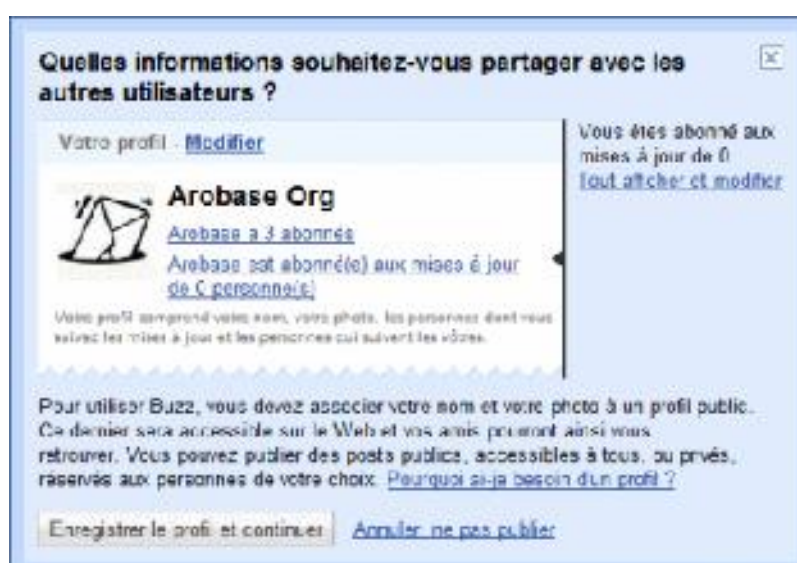 Quelles informations souhaitez-vous partager avec les
autres utilisateurs ?
Votre profil - Modifier
Vous êtes abonné aux
mises à jour de 0
Tout afficher et modifier
Arobase Org
Arobase a 3 abonnés
Arobase est abonné(e) aux mises à jour
de 0 personne(s)
Votre profil comprend votre nom, votre photo, les personnes dont vous
suivez les mises à jour et les personnes qui suivent les vôtres.
Pour utiliser Buzz, vous devez associer votre nom et votre photo à un profil public.
Ce dernier sera accessible sur le Web et vos amis pourront ainsi vous
retrouver. Vous pouvez publier des posts publics, accessibles à tous, ou privés,
réservés aux personnes de votre choix. Pourquoi ai-je besoin d'un profil ?
Enregistrer le profil et continuer
Annuler, ne pas publier